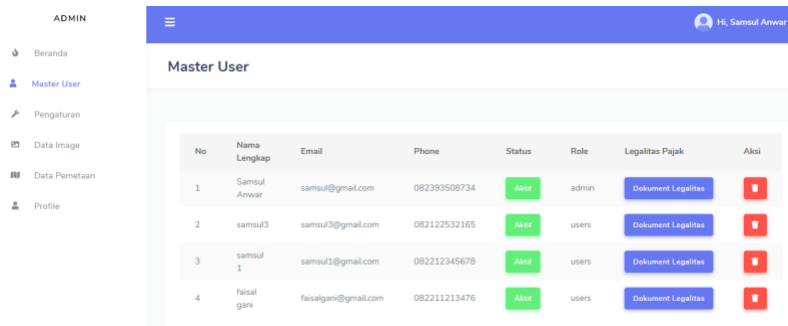 ADMIN
Hi, Samsul Anwar
Beranda
Master User
Pengaturan
Data Image
Data Pemetaan
Profile
Master User
No Nama Lengkap Email Phone Status Role Legalitas Pajak Aksi
1 Samsul Anwar samsul@gmail.com 082393508734 Aktif admin Dokument Legalitas
2 samsul3 samsul3@gmail.com 082122532165 Aktif users Dokument Legalitas
3 samsul 1 samsul1@gmail.com 082212345678 Aktif users Dokument Legalitas
4 faisal gani faisalgani@gmail.com 082211213476 Aktif users Dokument Legalitas